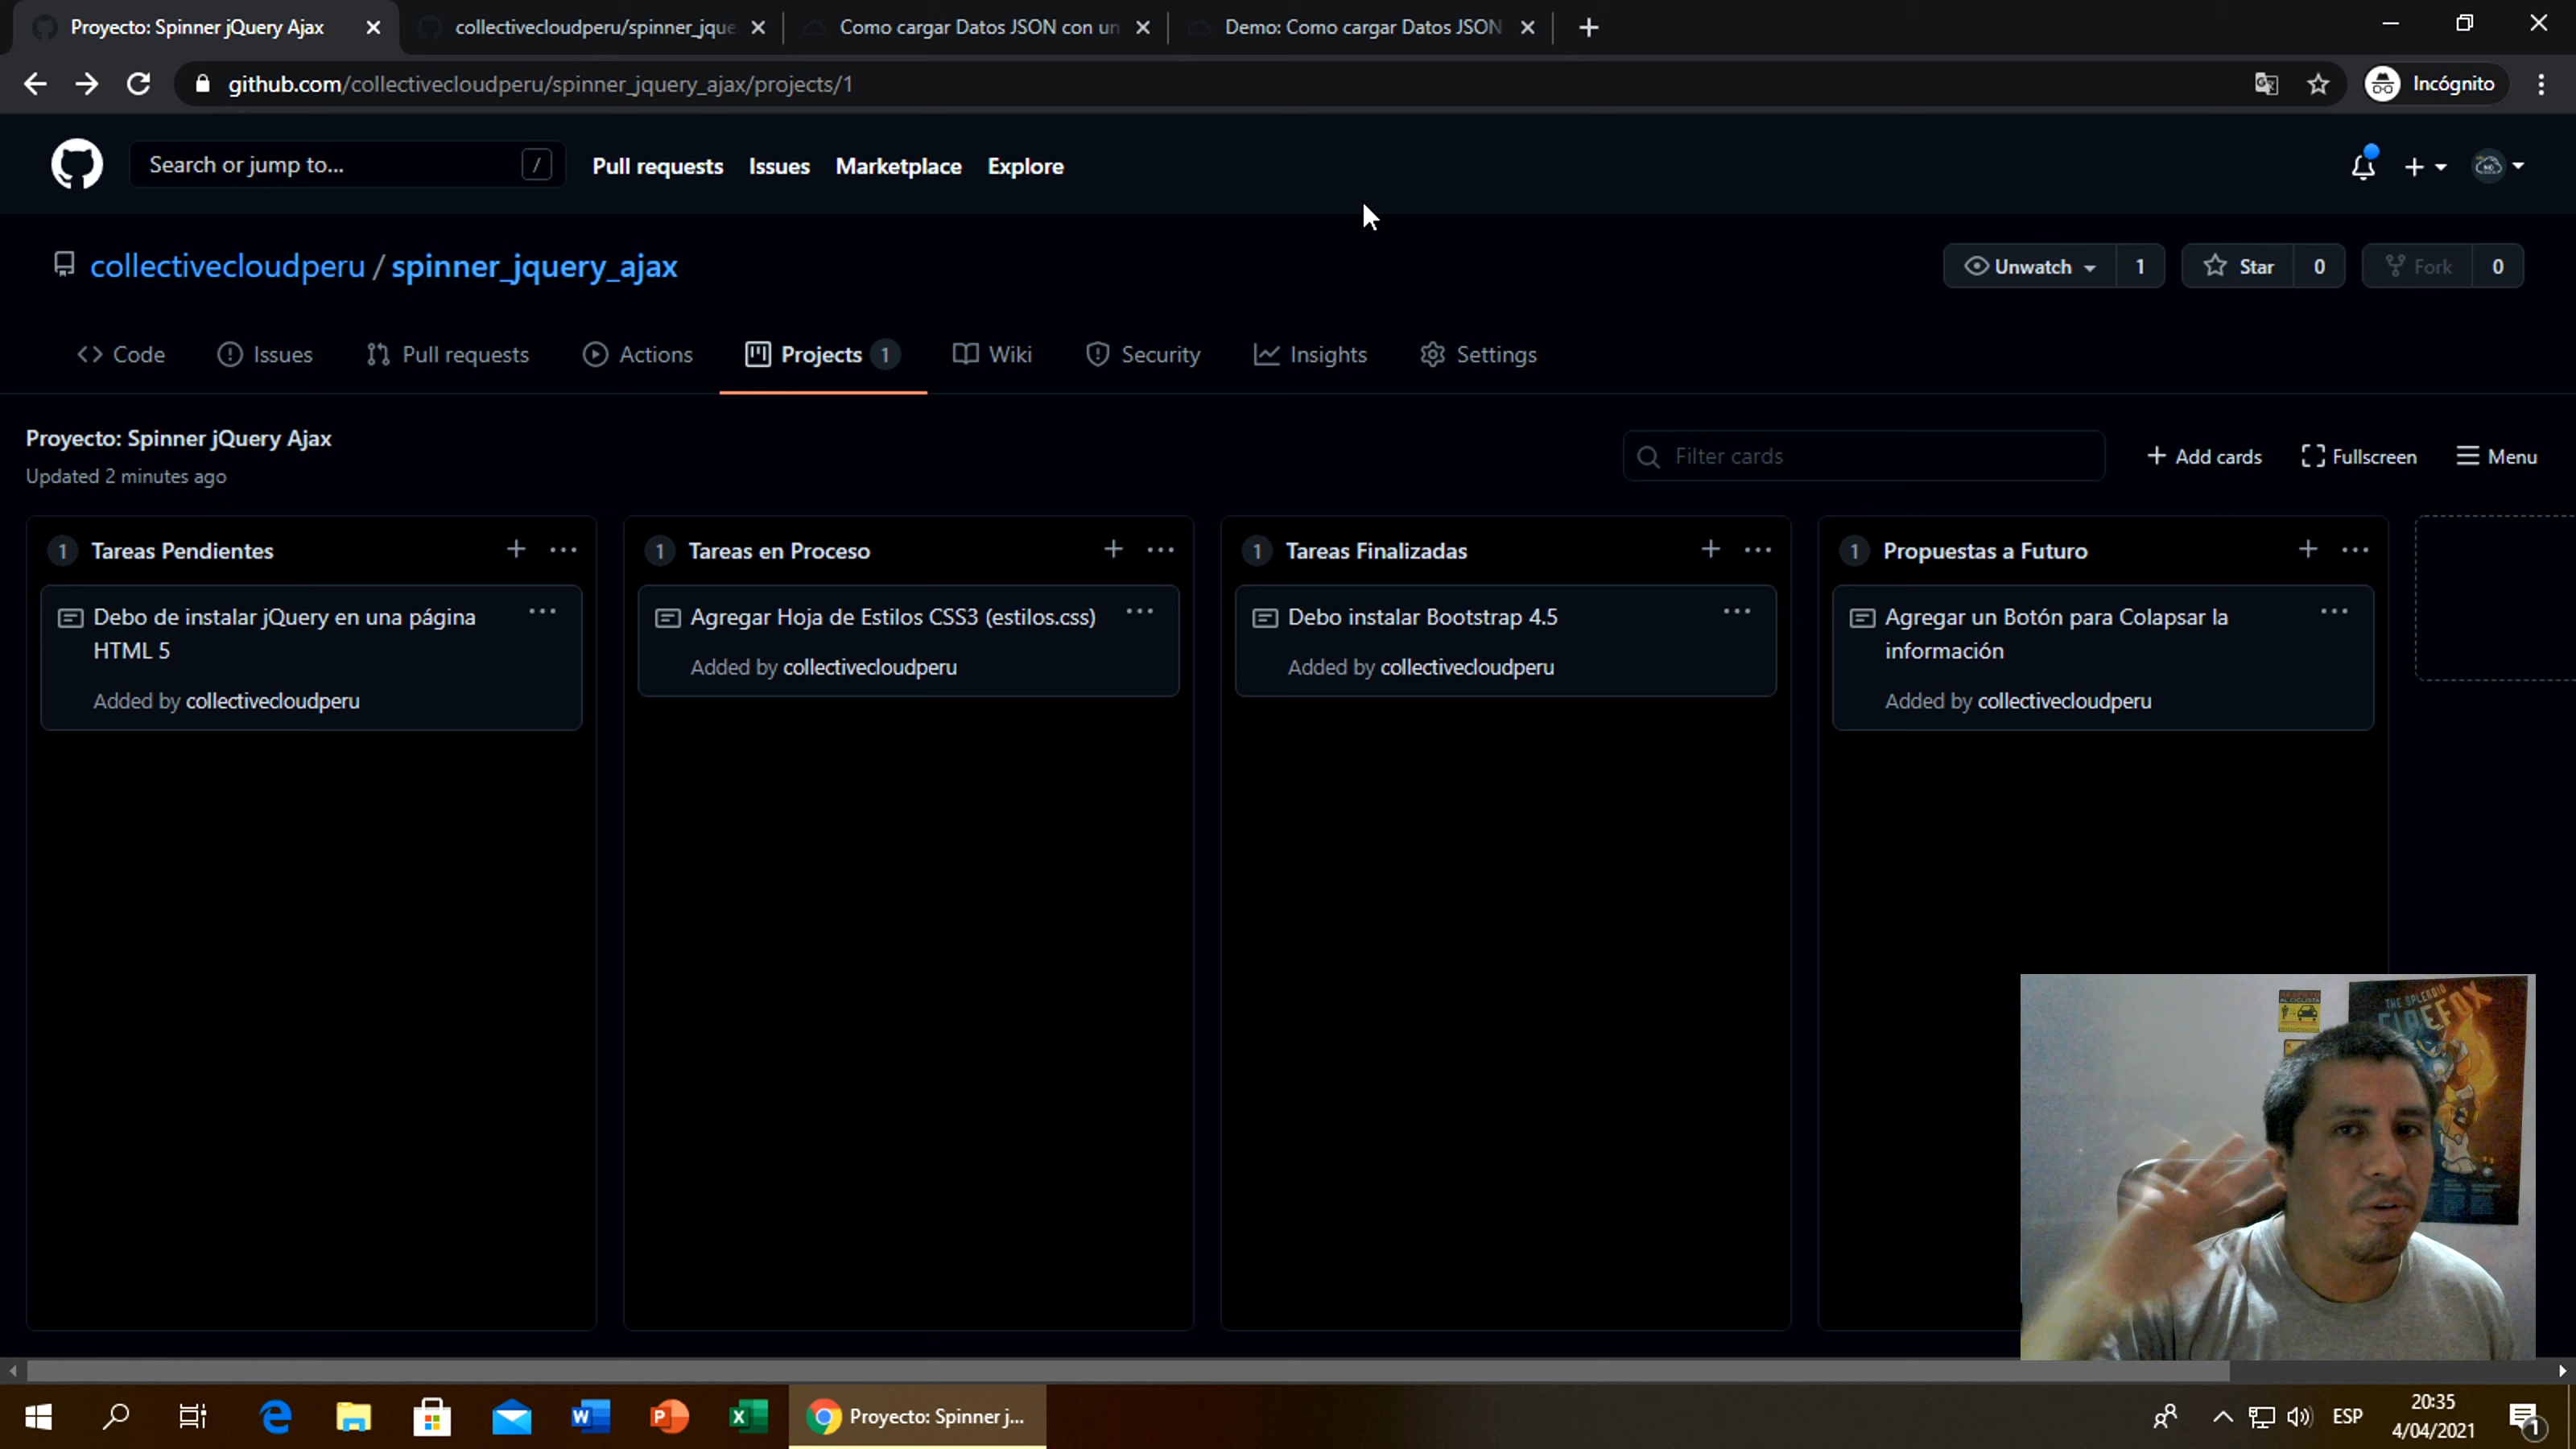 Proyecto: Spinner jQuery Ajax
collectivecloudperu/spinner_jque
Como cargar Datos JSON con un
Demo: Como cargar Datos JSON
github.com/collectivecloudperu/spinner_jquery_ajax/projects/1
Incógnito
Search or jump to... /
Pull requests Issues Marketplace Explore
collectivecloudperu / spinner_jquery_ajax
Unwatch 1
Star 0
Fork 0
Code Issues Pull requests Actions Projects 1 Wiki Security Insights Settings
Proyecto: Spinner jQuery Ajax
Updated 2 minutes ago
Filter cards
Add cards Fullscreen Menu
1 Tareas Pendientes
Debo de instalar jQuery en una página
HTML 5
Added by collectivecloudperu
1 Tareas en Proceso
Agregar Hoja de Estilos CSS3 (estilos.css)
Added by collectivecloudperu
1 Tareas Finalizadas
Debo instalar Bootstrap 4.5
Added by collectivecloudperu
1 Propuestas a Futuro
Agregar un Botón para Colapsar la
información
Added by collectivecloudperu
THE SPLENDID
FIREFOX
AL CICLISTA
Proyecto: Spinner j...
ESP
20:35
4/04/2021
1